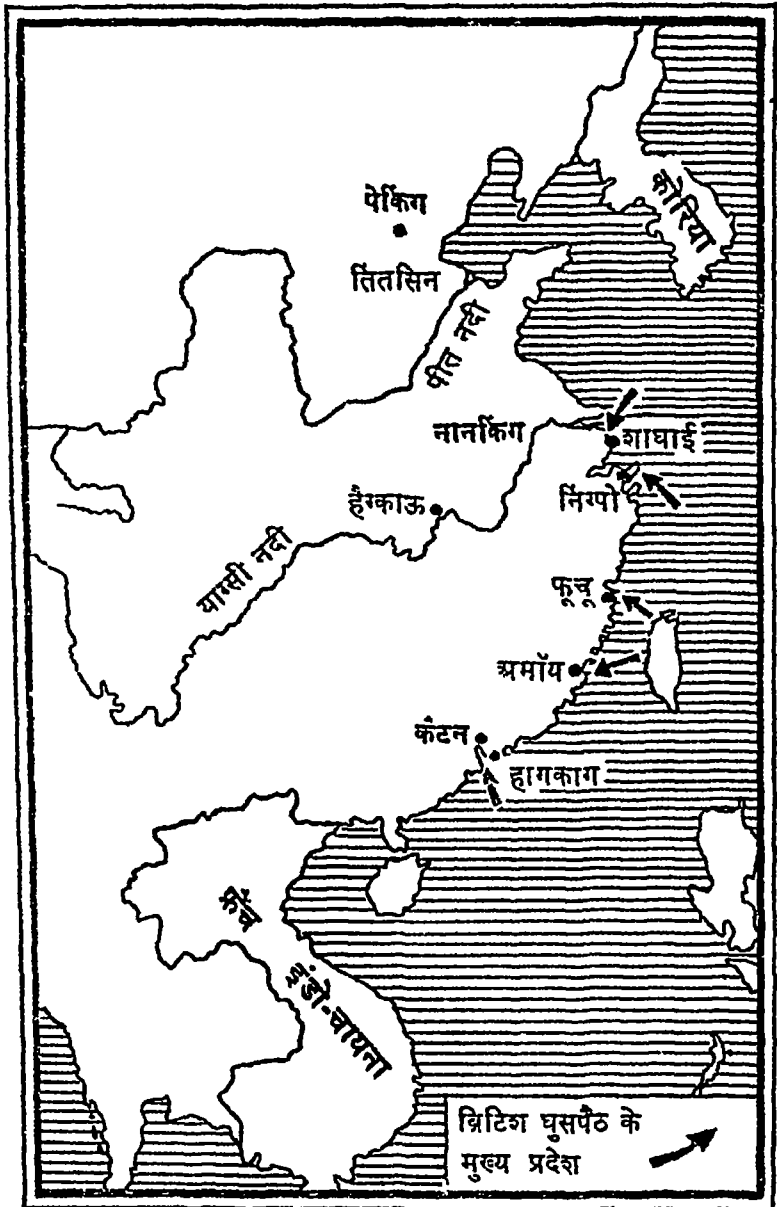 पेकिंग
कोरिया
तिंतसिन
पीत नदी
नानकिंग
शाघाई
हैंग्काऊ
निंग्पो
याग्सी नदी
फूचू
अमॉय
कंटन
हागकाग
फ्रेंच
इंडो-चायना
ब्रिटिश घुसपैठ के
मुख्य प्रदेश